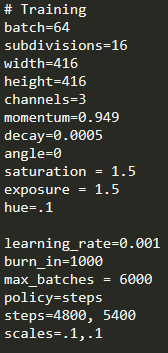 # Training
batch=64
subdivisions=16
width=416
height=416
channels=3
momentum=0.949
decay=0.0005
angle=0
saturation = 1.5
exposure = 1.5
hue=.1

learning_rate=0.001
burn_in=1000
max_batches = 6000
policy=steps
steps=4800, 5400
scales=.1,.1